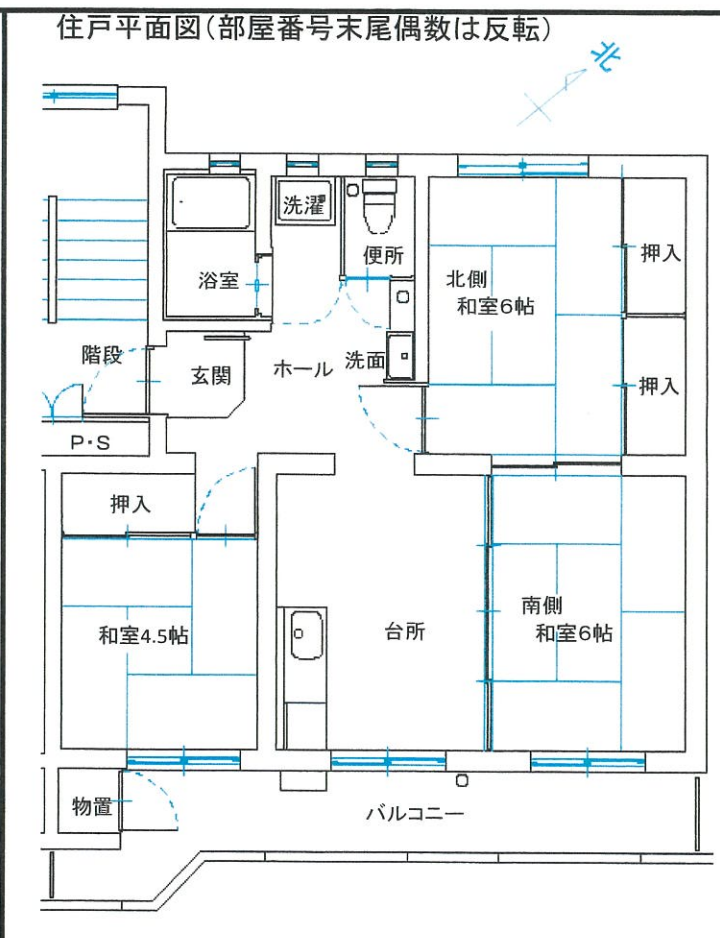 住戸平面図(部屋番号末尾偶数は反転)
北
洗濯
便所
浴室
北側
和室6帖
押入
階段
玄関
ホール
洗面
押入
P・S
押入
和室4.5帖
台所
南側
和室6帖
物置
バルコニー